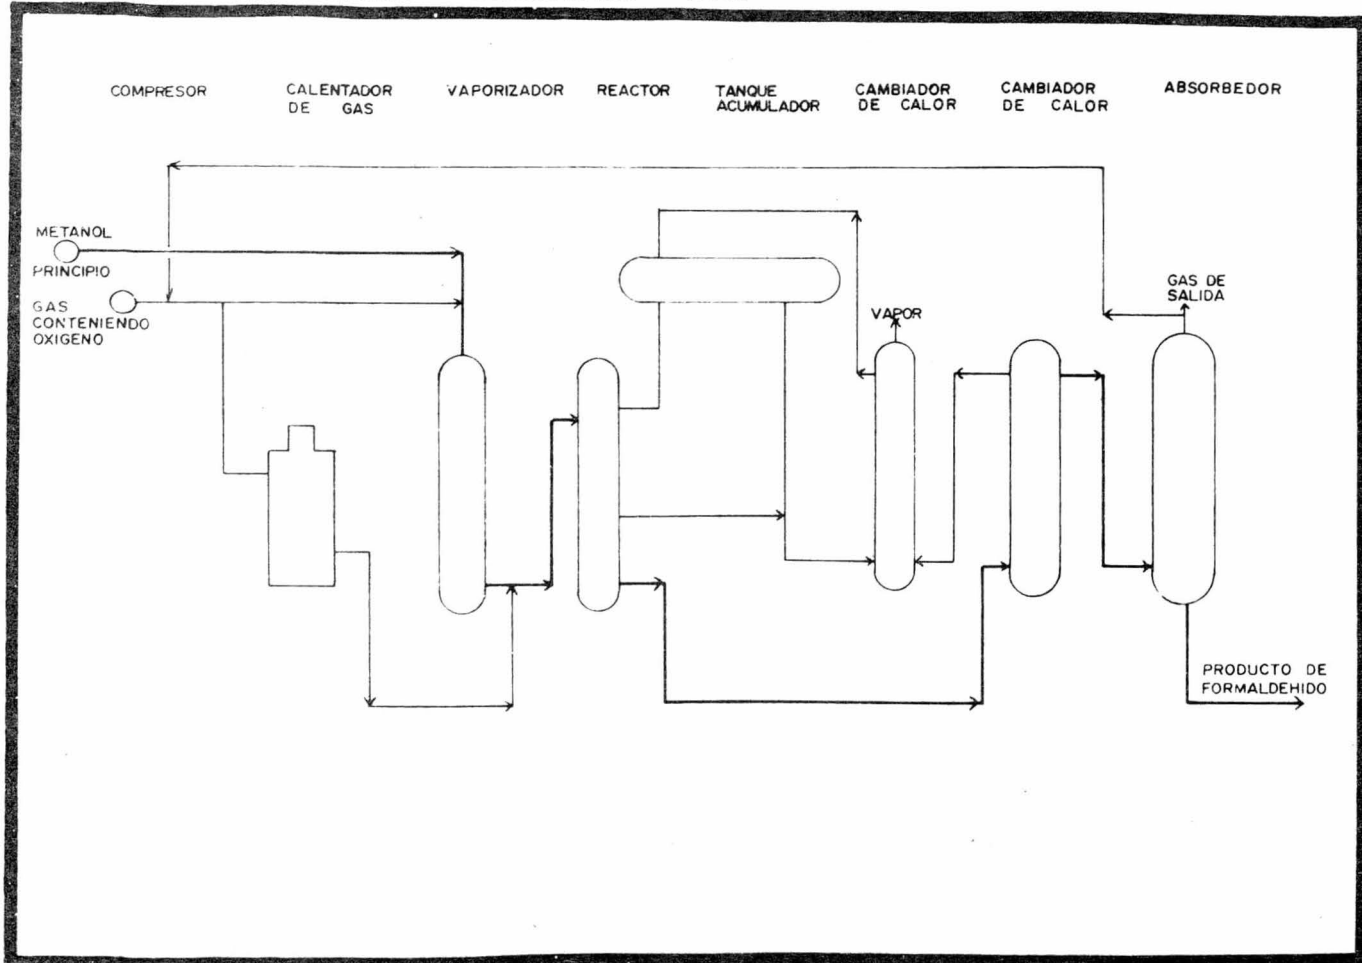 COMPRESOR
CALENTADOR
DE GAS
VAPORIZADOR
REACTOR
TANQUE
ACUMULADOR
CAMBIADOR
DE CALOR
CAMBIADOR
DE CALOR
ABSORBEDOR
METANOL
PRINCIPIO
GAS
CONTENIENDO
OXIGENO
VAPOR
GAS DE
SALIDA
PRODUCTO DE
FORMALDEHIDO